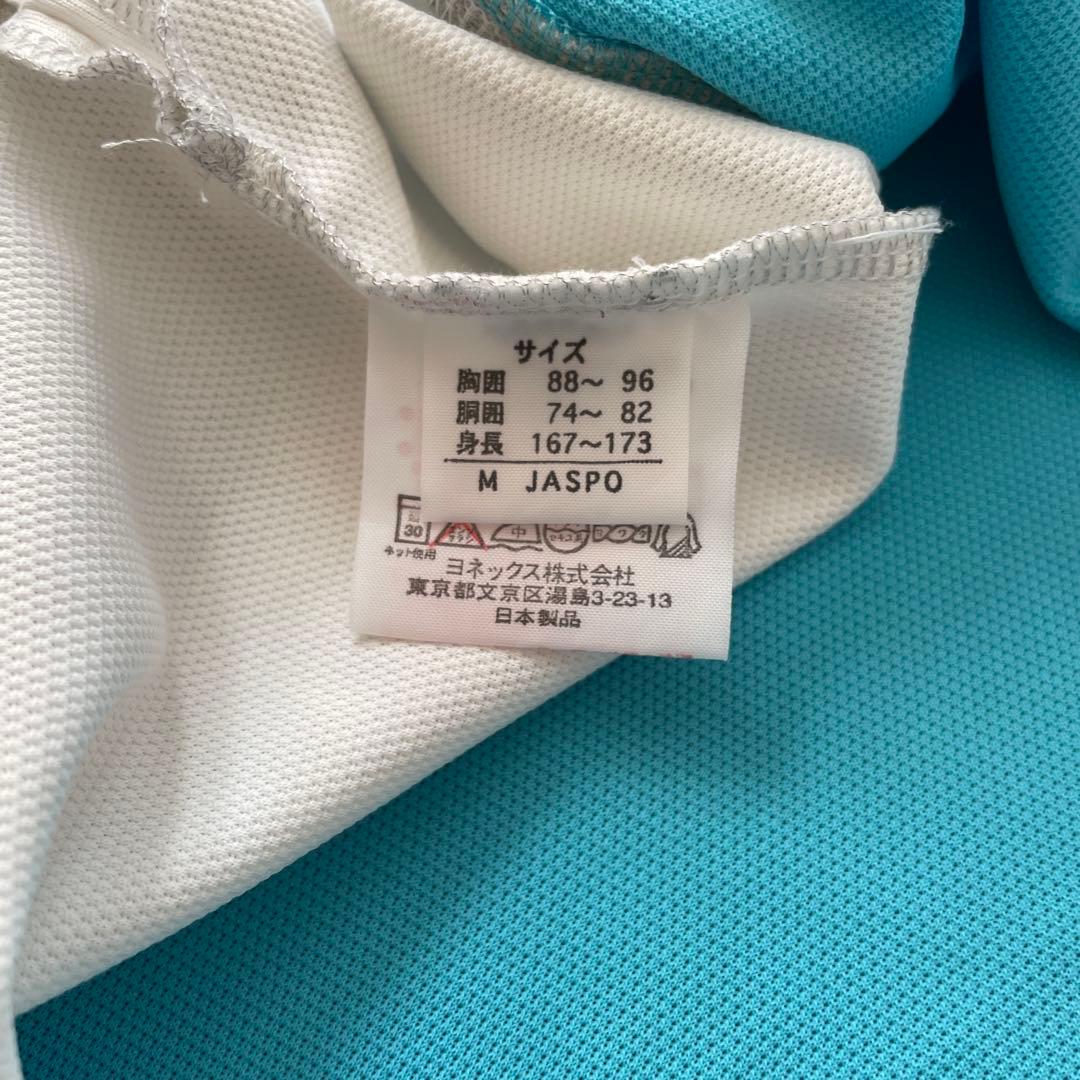 サイズ
胸囲 88～ 96
胴囲 74～ 82
身長 167～173
M JASPO
30 中
ネット使用
ヨネックス株式会社
東京都文京区湯島3-23-13
日本製品